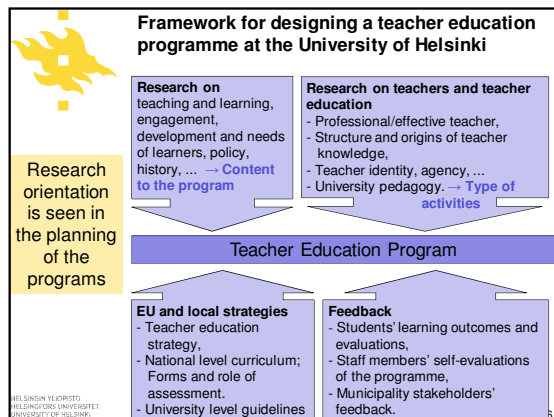 Framework for designing a teacher education
programme at the University of Helsinki
Research on
teaching and learning,
engagement,
development and needs
of learners, policy,
history, ... → Content
to the program
Research on teachers and teacher
education
- Professional/effective teacher,
- Structure and origins of teacher
knowledge,
- Teacher identity, agency, ...
- University pedagogy. → Type of
activities
Research
orientation
is seen in
the planning
of the
programs
Teacher Education Program
EU and local strategies
- Teacher education
strategy,
- National level curriculum;
Forms and role of
assessment.
- University level guidelines
Feedback
- Students' learning outcomes and
evaluations,
- Staff members' self-evaluations
of the programme,
- Municipality stakeholders'
feedback.
HELSINGIN YLIOPISTO
HELSINGFORS UNIVERSITET
UNIVERSITY OF HELSINKI